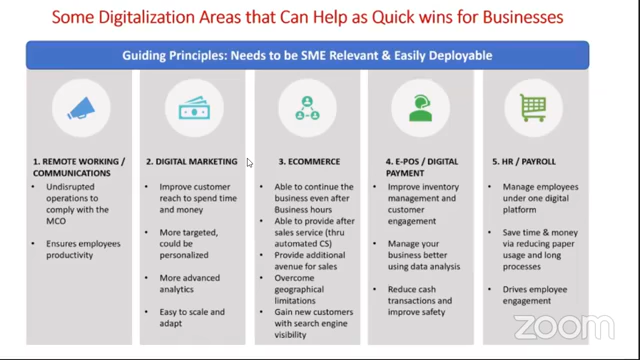 Some Digitalization Areas that Can Help as Quick wins for Businesses
Guiding Principles: Needs to be SME Relevant & Easily Deployable
1. REMOTE WORKING /
COMMUNICATIONS
• Undisrupted
operations to
comply with the
MCO
• Ensures employees
productivity
2. DIGITAL MARKETING
• Improve customer
reach to spend time
and money
• More targeted,
could be
personalized
• More advanced
analytics
• Easy to scale and
adapt
3. ECOMMERCE
• Able to continue the
business even after
Business hours
• Able to provide after
sales service (thru
automated CS)
• Provide additional
avenue for sales
• Overcome
geographical
limitations
• Gain new customers
with search engine
visibility
4. E-POS / DIGITAL
PAYMENT
• Improve inventory
management and
customer
engagement
• Manage your
business better
using data analysis
• Reduce cash
transactions and
improve safety
5. HR / PAYROLL
• Manage employees
under one digital
platform
• Save time & money
via reducing paper
usage and long
processes
• Drives employee
engagement
zoom